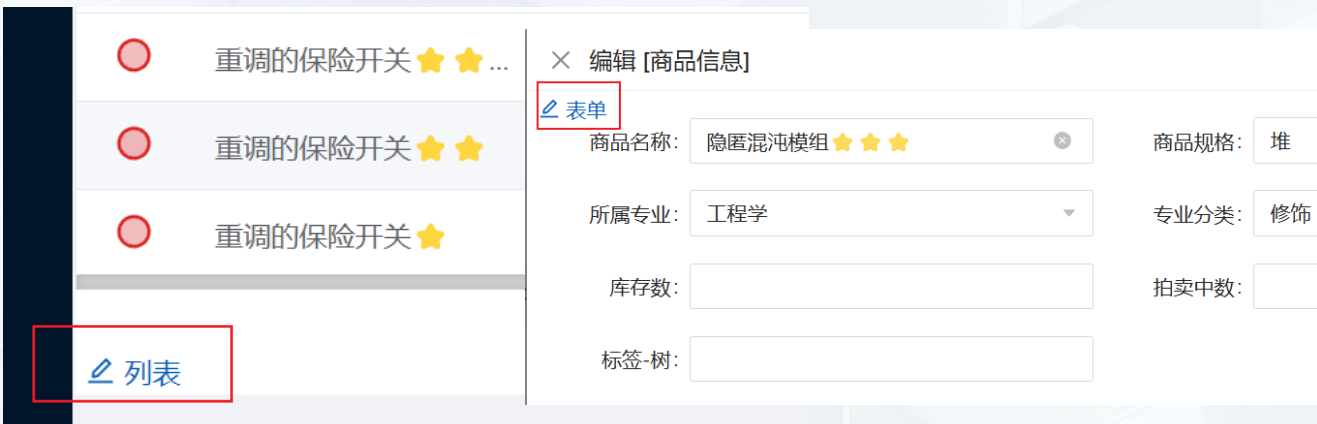 重调的保险开关⭐⭐...
重调的保险开关⭐⭐
重调的保险开关⭐
列表
编辑 [商品信息]
表单
商品名称: 隐匿混沌模组⭐⭐⭐
商品规格: 堆
所属专业: 工程学
专业分类: 修饰
库存数:
拍卖中数:
标签-树: